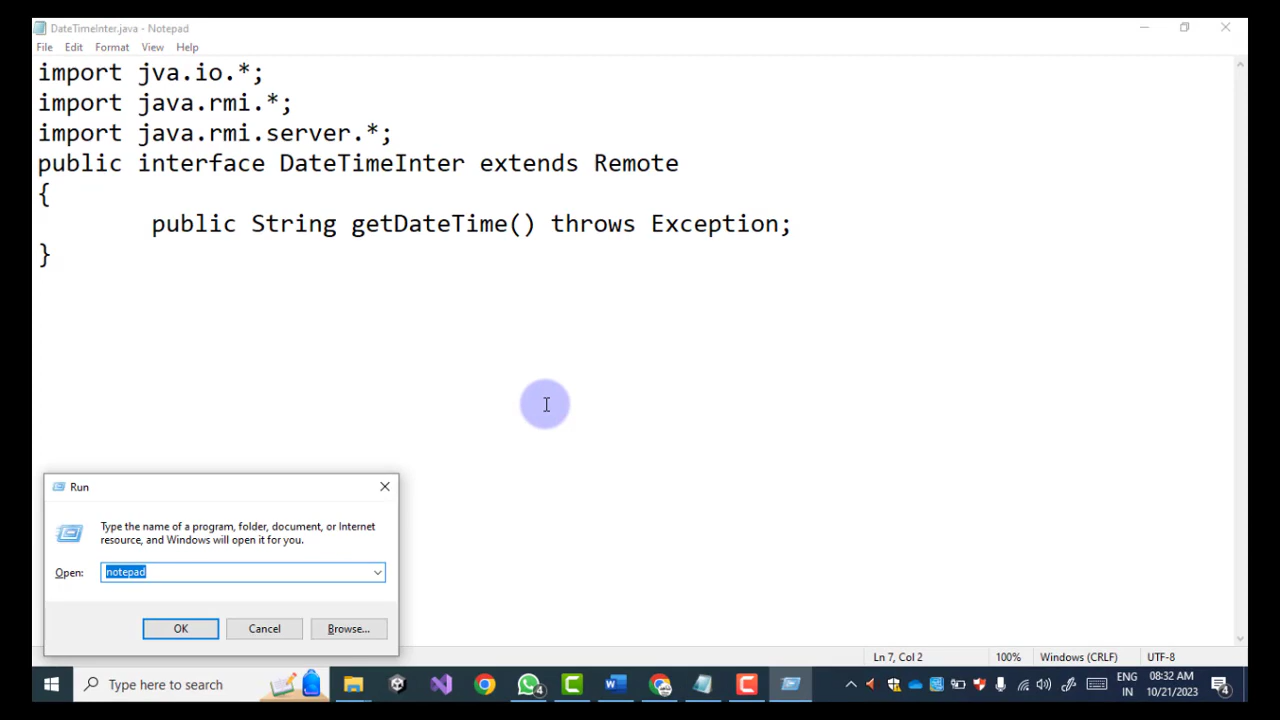 DateTimeInter.java - Notepad
File Edit Format View Help
import jva.io.*;
import java.rmi.*;
import java.rmi.server.*;
public interface DateTimeInter extends Remote
{
public String getDateTime() throws Exception;
}
Run
Type the name of a program, folder, document, or Internet
resource, and Windows will open it for you.
Open: notepad
OK Cancel Browse...
Ln 7, Col 2 100% Windows (CRLF) UTF-8
Type here to search 4 ENG 08:32 AM 4
IN 10/21/2023